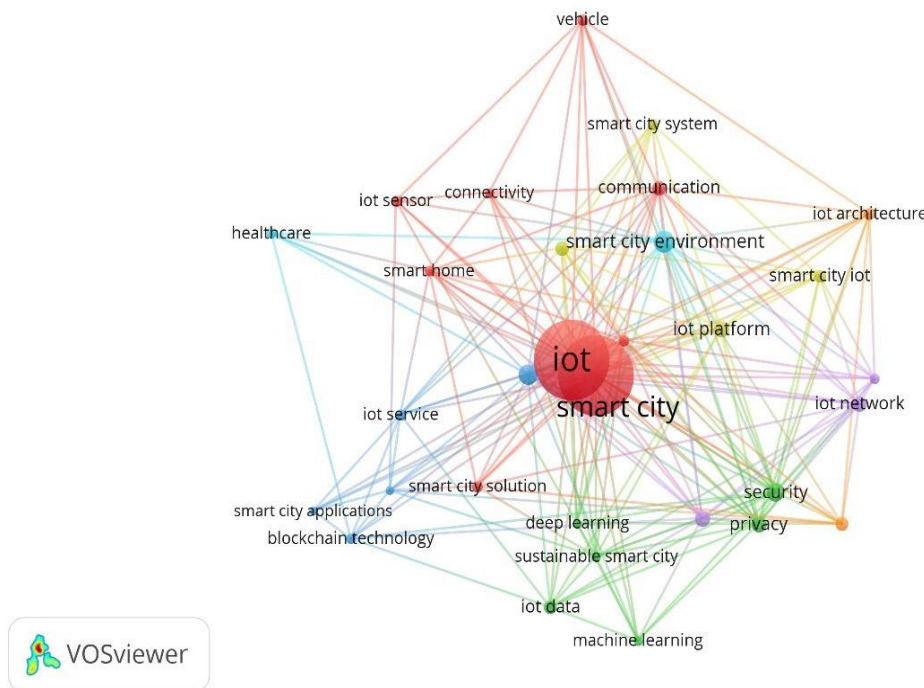 vehicle
smart city system
communication
connectivity
iot sensor
iot architecture
healthcare
smart city environment
smart home
smart city iot
iot platform
iot
smart city
iot network
iot service
smart city solution
security
smart city applications
deep learning
privacy
blockchain technology
sustainable smart city
iot data
machine learning
VOSviewer